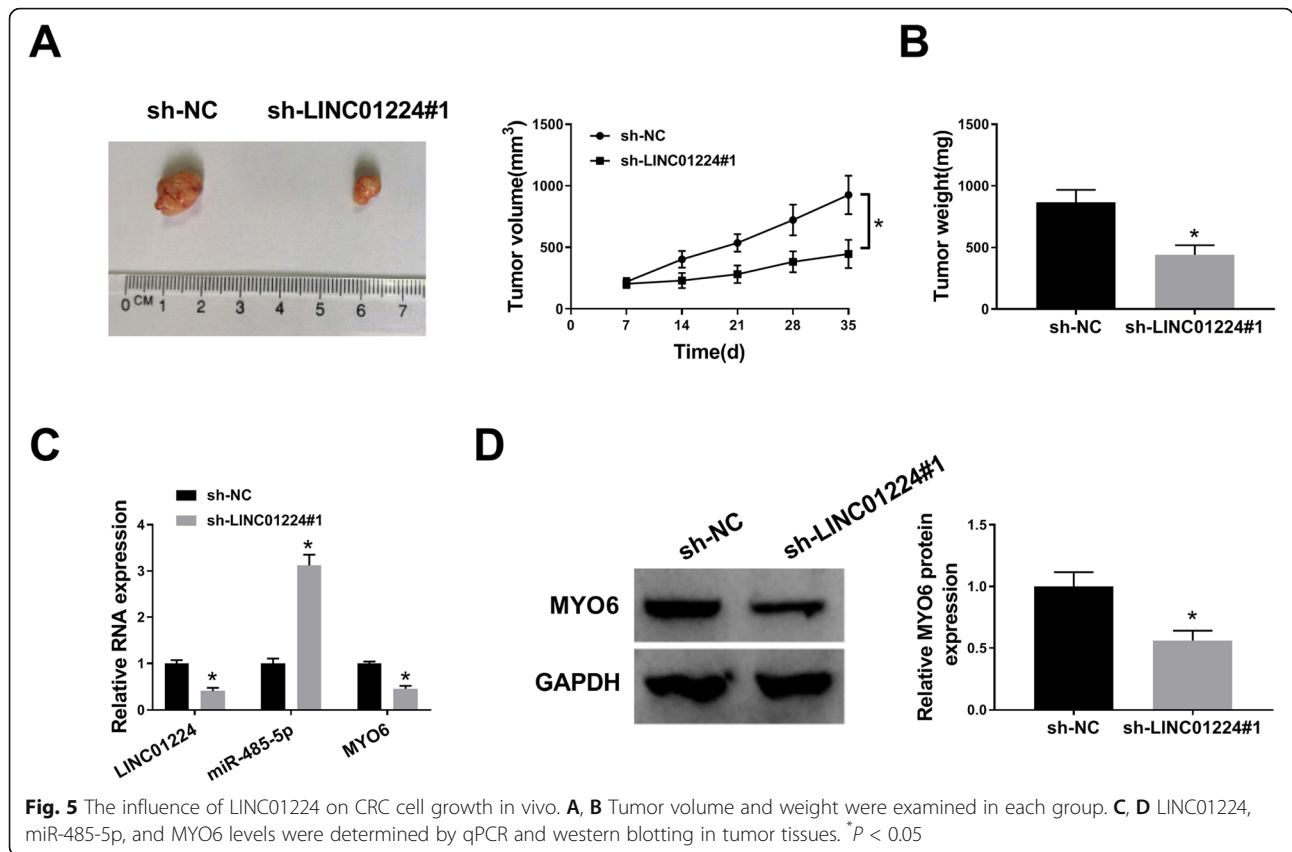 A
sh-NC sh-LINC01224#1
0 CM 1 2 3 4 5 6 7
Tumor volume(mm³)
1500
1000
500
0
sh-NC
sh-LINC01224#1
*
0 7 14 21 28 35
Time(d)
B
Tumor weight(mg)
1500
1000
500
0
*
sh-NC sh-LINC01224#1
C
sh-NC
sh-LINC01224#1
Relative RNA expression
4
3
2
1
0
* * *
LINC01224 miR-485-5p MYO6
D
sh-NC sh-LINC01224#1
MYO6
GAPDH
Relative MYO6 protein
expression
1.5
1.0
0.5
0.0
*
sh-NC sh-LINC01224#1
Fig. 5 The influence of LINC01224 on CRC cell growth in vivo. A, B Tumor volume and weight were examined in each group. C, D LINC01224,
miR-485-5p, and MYO6 levels were determined by qPCR and western blotting in tumor tissues. *P < 0.05